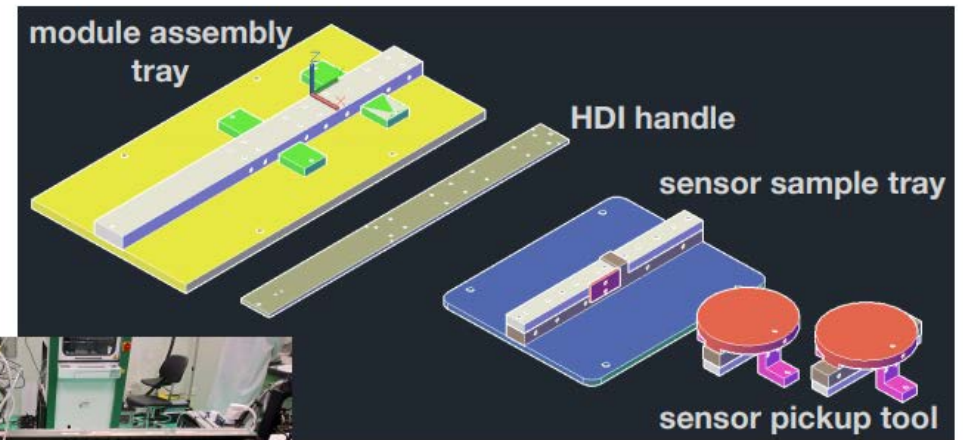 module assembly
tray
Z
X
HDI handle
sensor sample tray
sensor pickup tool